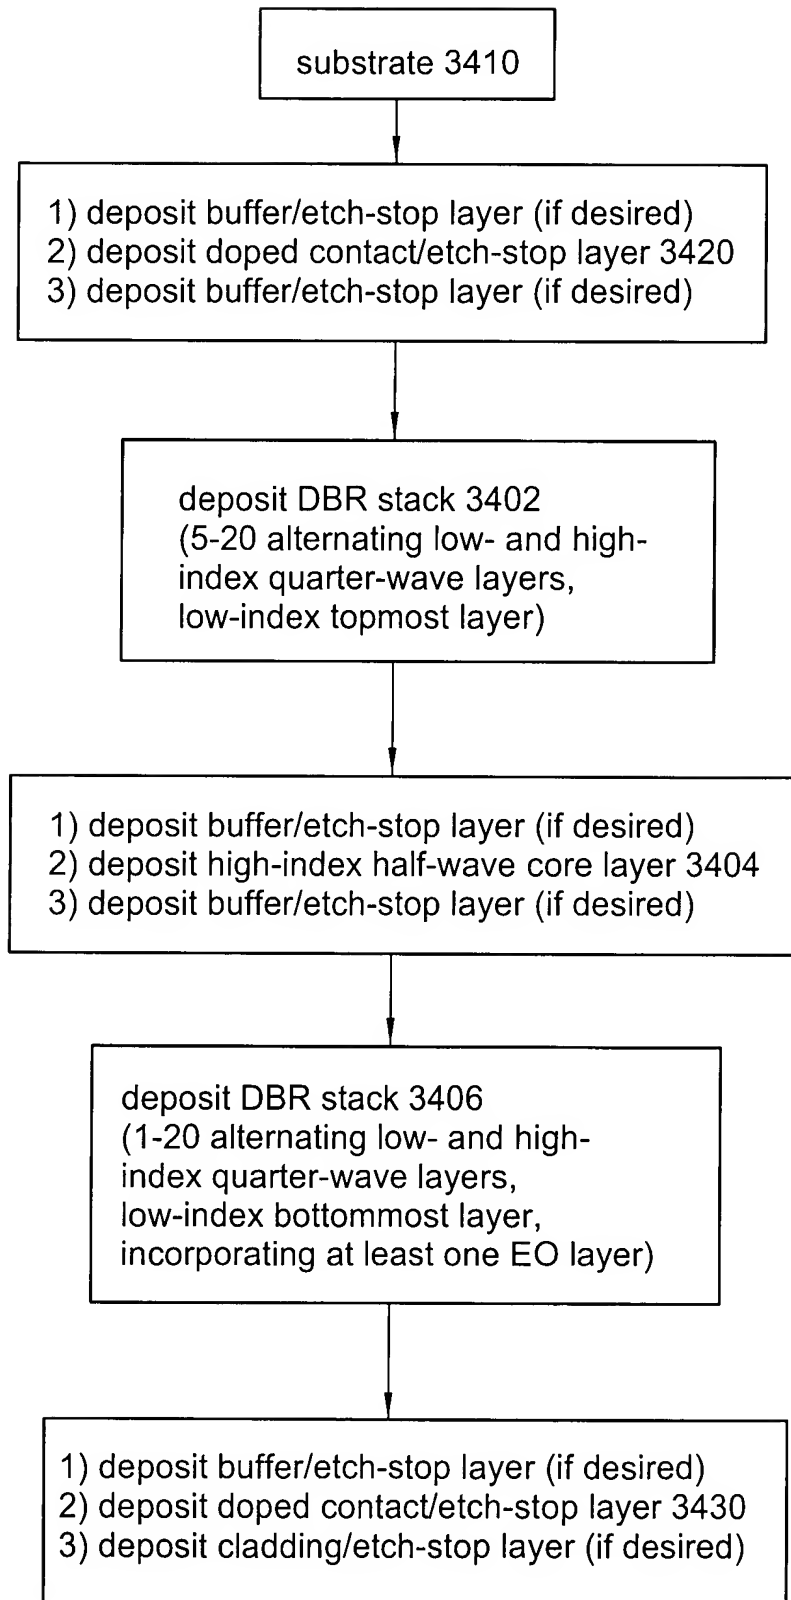 substrate 3410
1) deposit buffer/etch-stop layer (if desired)
2) deposit doped contact/etch-stop layer 3420
3) deposit buffer/etch-stop layer (if desired)
deposit DBR stack 3402
(5-20 alternating low- and high-
index quarter-wave layers,
low-index topmost layer)
1) deposit buffer/etch-stop layer (if desired)
2) deposit high-index half-wave core layer 3404
3) deposit buffer/etch-stop layer (if desired)
deposit DBR stack 3406
(1-20 alternating low- and high-
index quarter-wave layers,
low-index bottommost layer,
incorporating at least one EO layer)
1) deposit buffer/etch-stop layer (if desired)
2) deposit doped contact/etch-stop layer 3430
3) deposit cladding/etch-stop layer (if desired)